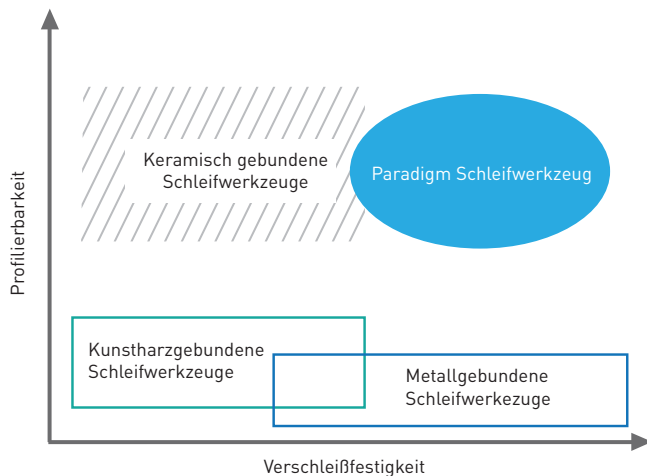 Profilierbarkeit
Keramisch gebundene
Schleifwerkzeuge
Paradigm Schleifwerkzeug
Kunstharzgebundene
Schleifwerkzeuge
Metallgebundene
Schleifwerkezuge
Verschleißfestigkeit